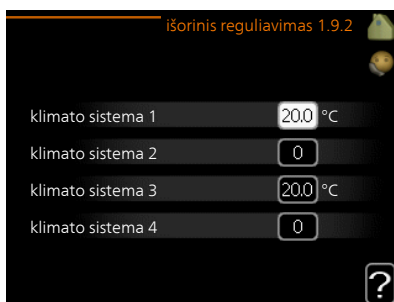 išorinis reguliavimas 1.9.2
klimato sistema 1 20.0 °C
klimato sistema 2 0
klimato sistema 3 20.0 °C
klimato sistema 4 0
?